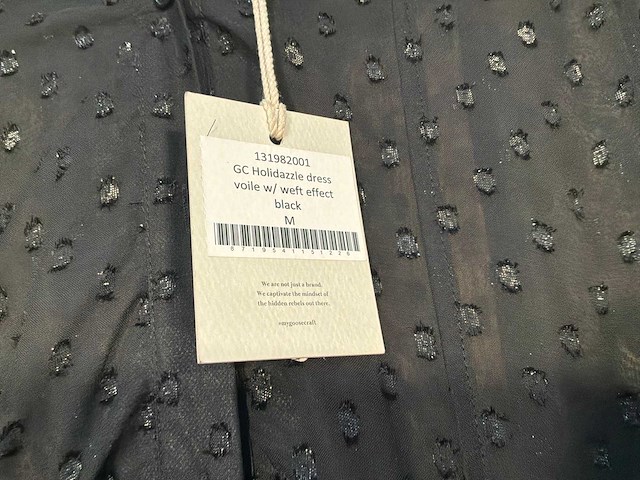 131982001
GC Holidazzle dress
voile w/ weft effect
black
M
We are not just a brand.
We captivate the mindset of
the hidden rebels out there.
#mygoosecraft